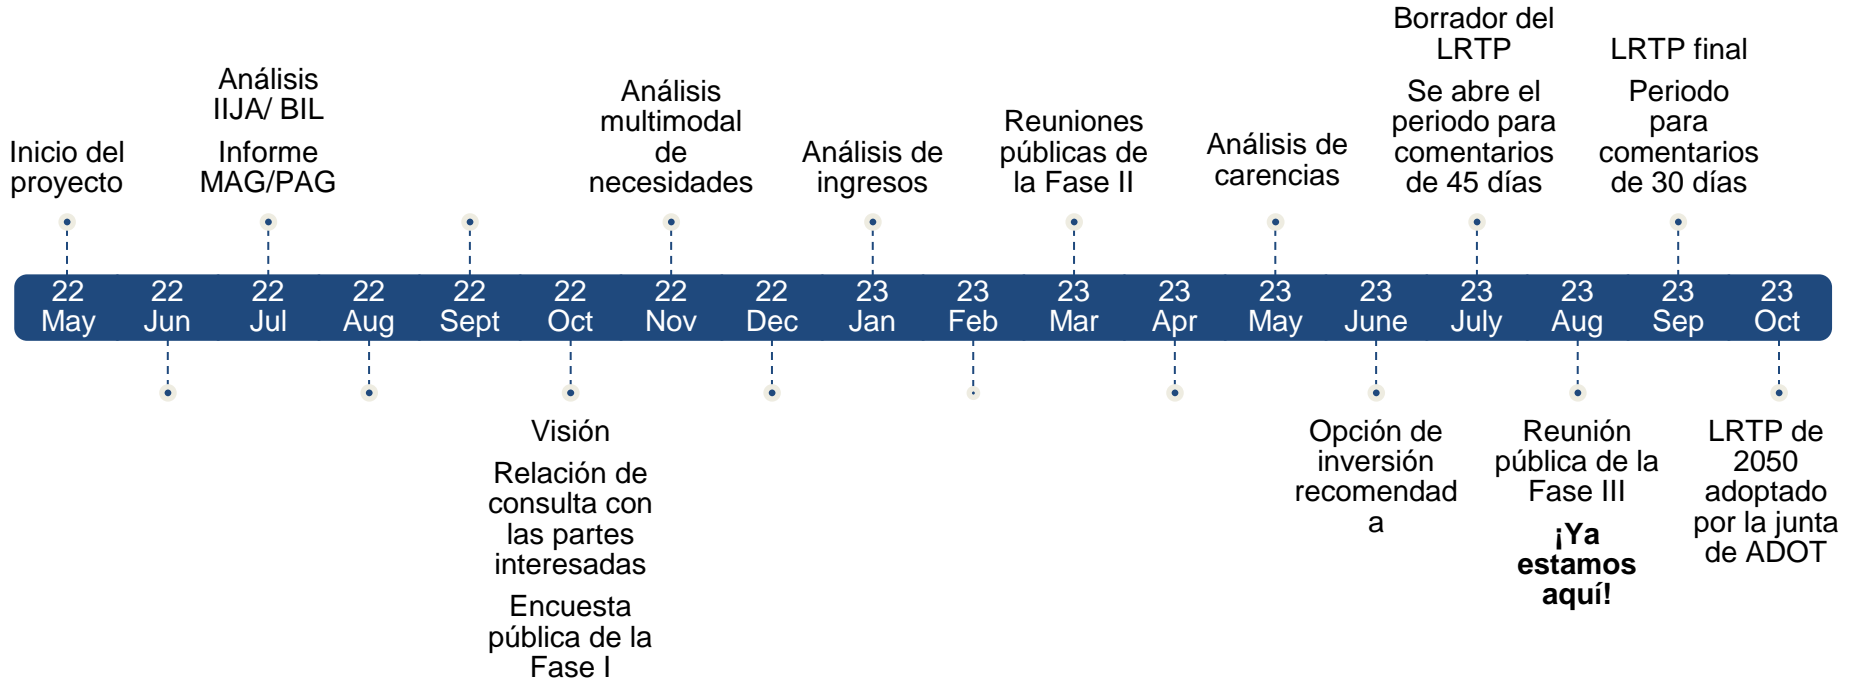 Inicio del
proyecto
Análisis
IIJA/ BIL
Informe
MAG/PAG
Análisis
multimodal
de
necesidades
Análisis de
ingresos
Reuniones
públicas de
la Fase II
Análisis de
carencias
Borrador del
LRTP
Se abre el
periodo para
comentarios
de 45 días
LRTP final
Periodo
para
comentarios
de 30 días
22
May
22
Jun
22
Jul
22
Aug
22
Sept
22
Oct
22
Nov
22
Dec
23
Jan
23
Feb
23
Mar
23
Apr
23
May
23
June
23
July
23
Aug
23
Sep
23
Oct
Visión
Relación de
consulta con
las partes
interesadas
Encuesta
pública de la
Fase I
Opción de
inversión
recomendad
a
Reunión
pública de la
Fase III
¡Ya
estamos
aquí!
LRTP de
2050
adoptado
por la junta
de ADOT